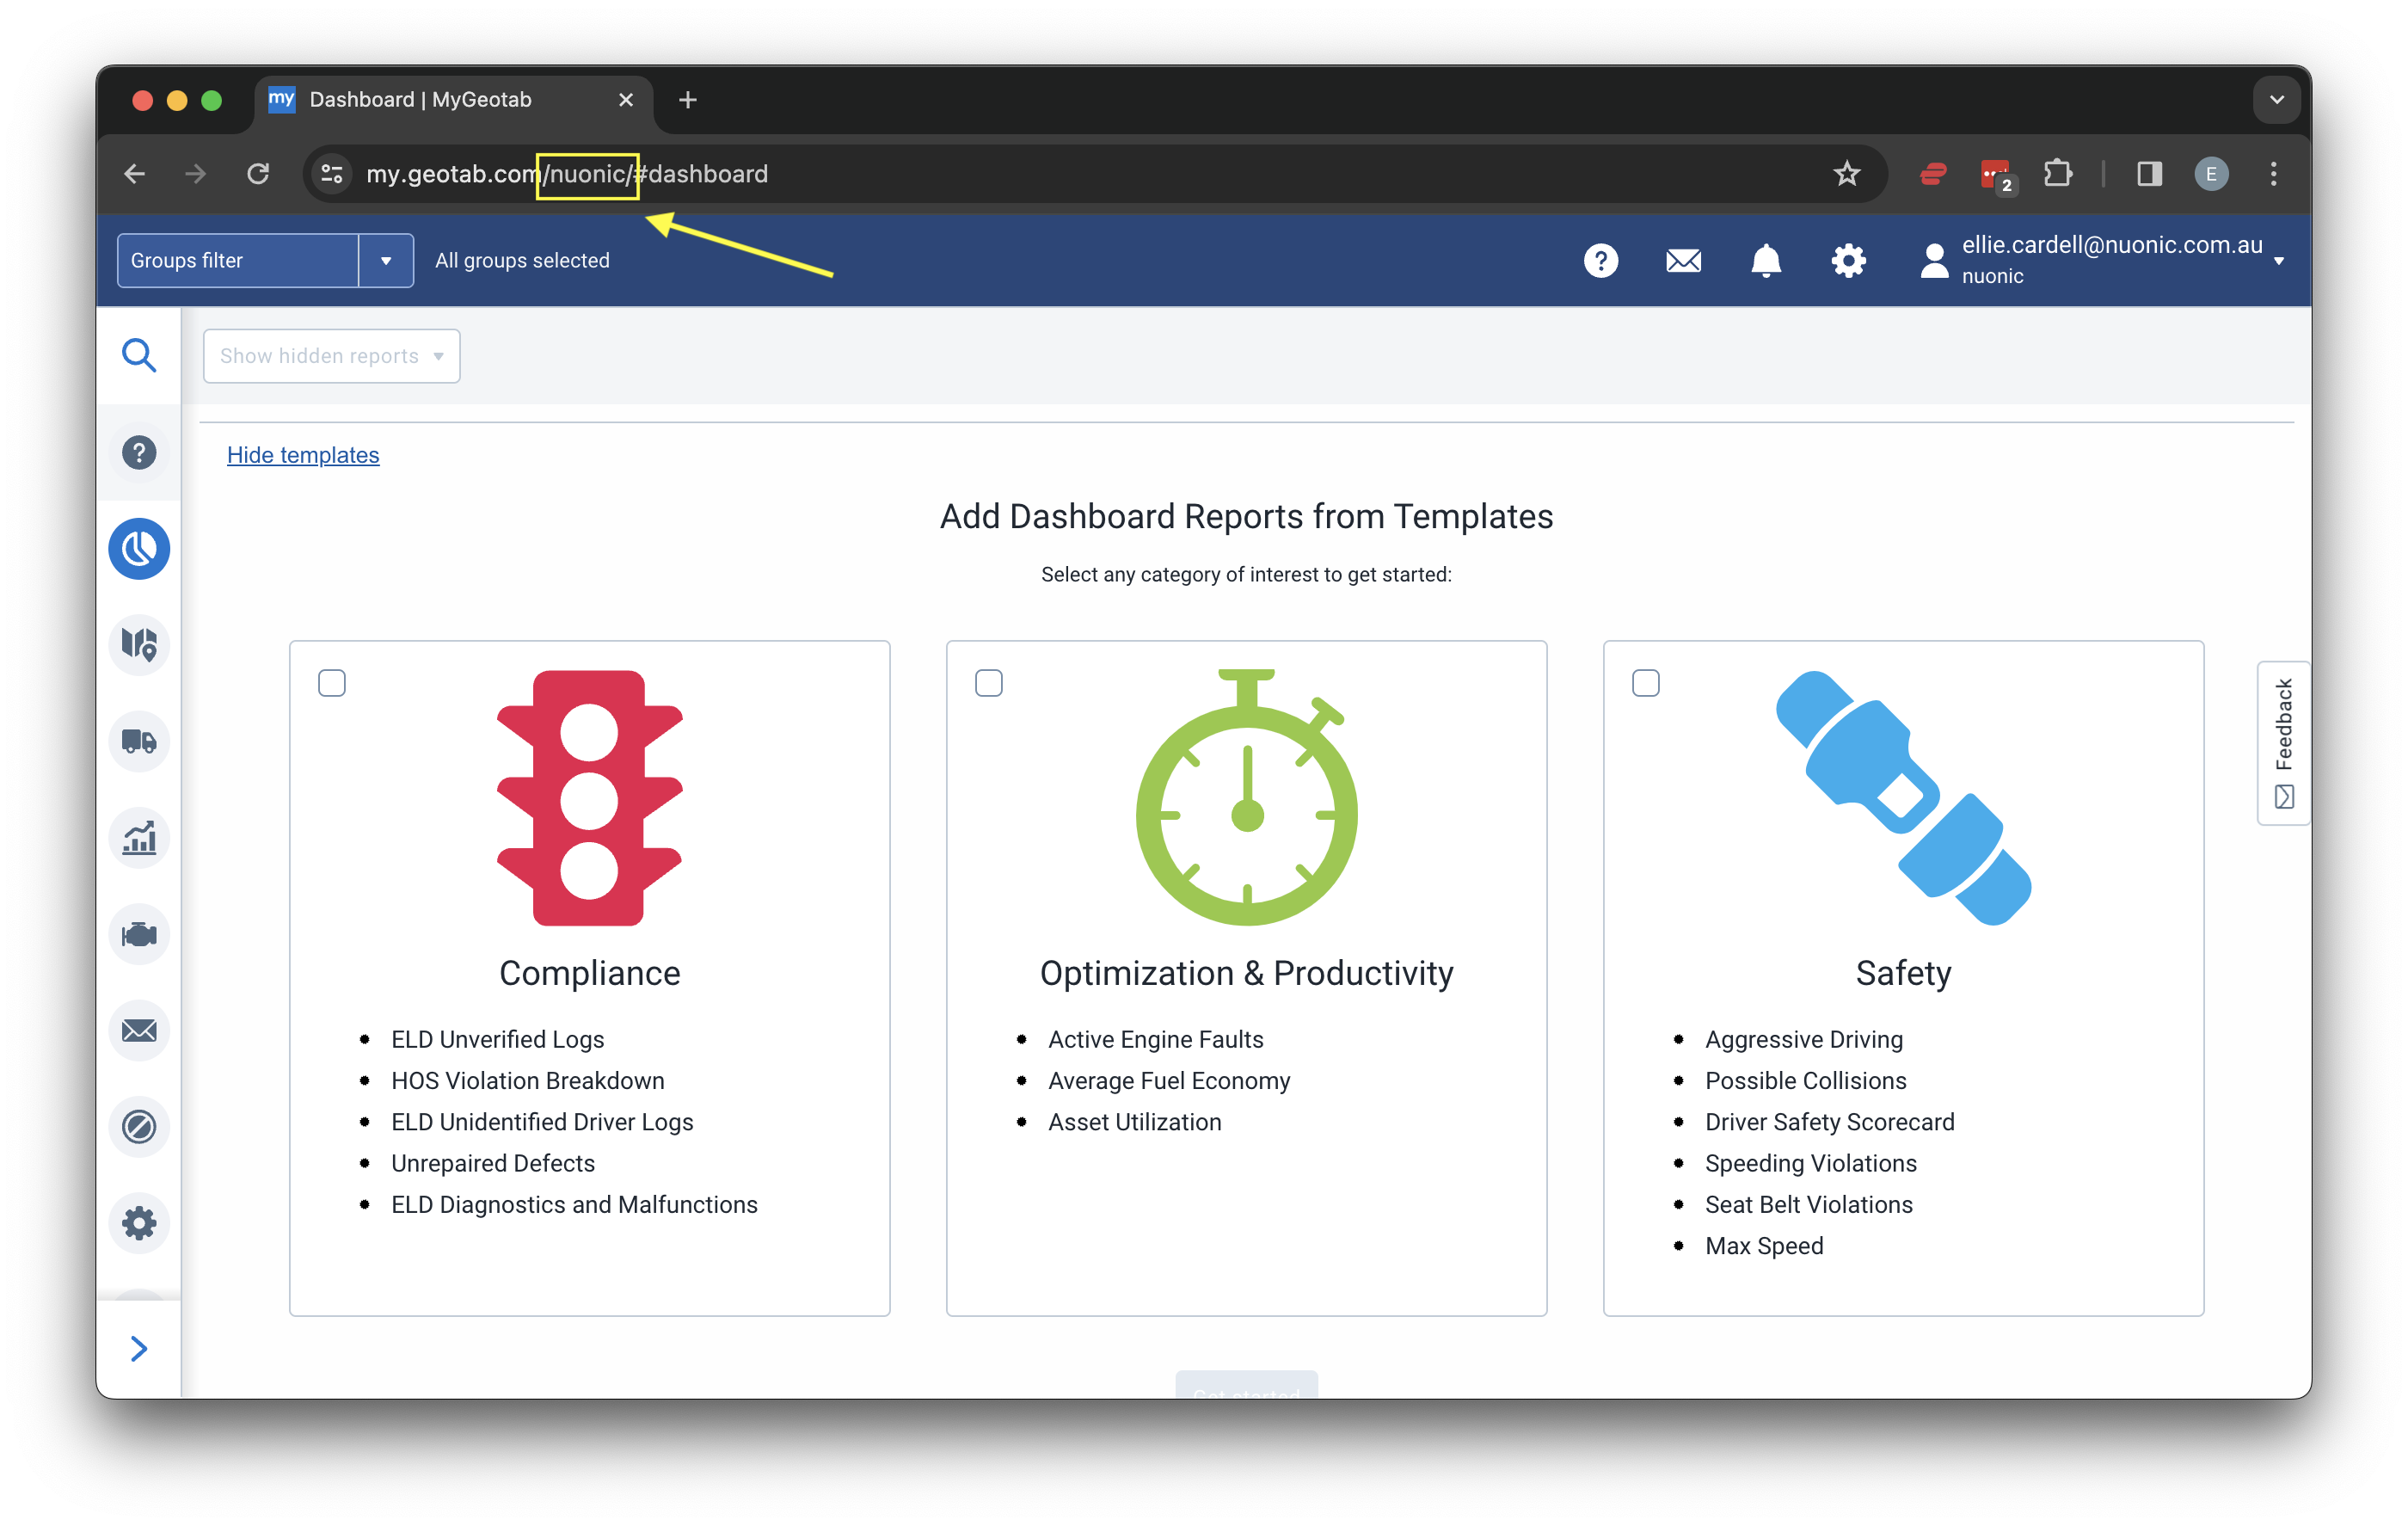 my Dashboard | MyGeotab
my.geotab.com/nuonic/#dashboard
2
E
Groups filter
All groups selected
?
ellie.cardell@nuonic.com.au
nuonic
Show hidden reports
?
Hide templates
Add Dashboard Reports from Templates
Select any category of interest to get started:
Compliance
ELD Unverified Logs
HOS Violation Breakdown
ELD Unidentified Driver Logs
Unrepaired Defects
ELD Diagnostics and Malfunctions
Optimization & Productivity
Active Engine Faults
Average Fuel Economy
Asset Utilization
Safety
Aggressive Driving
Possible Collisions
Driver Safety Scorecard
Speeding Violations
Seat Belt Violations
Max Speed
Feedback
Get started